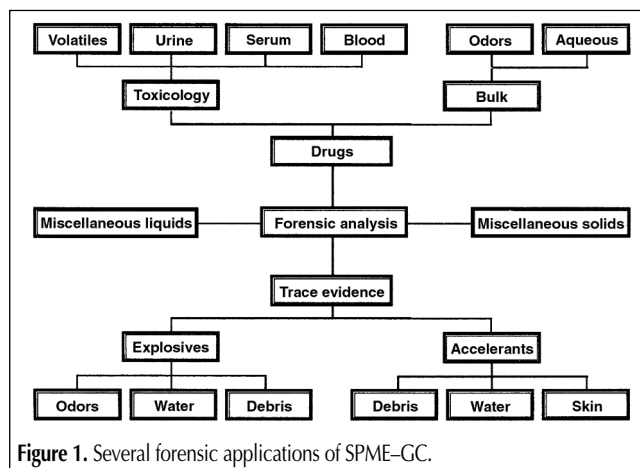 Volatiles Urine Serum Blood Odors Aqueous
Toxicology Bulk
Drugs
Miscellaneous liquids Forensic analysis Miscellaneous solids
Trace evidence
Explosives Accelerants
Odors Water Debris Debris Water Skin
Figure 1. Several forensic applications of SPME–GC.